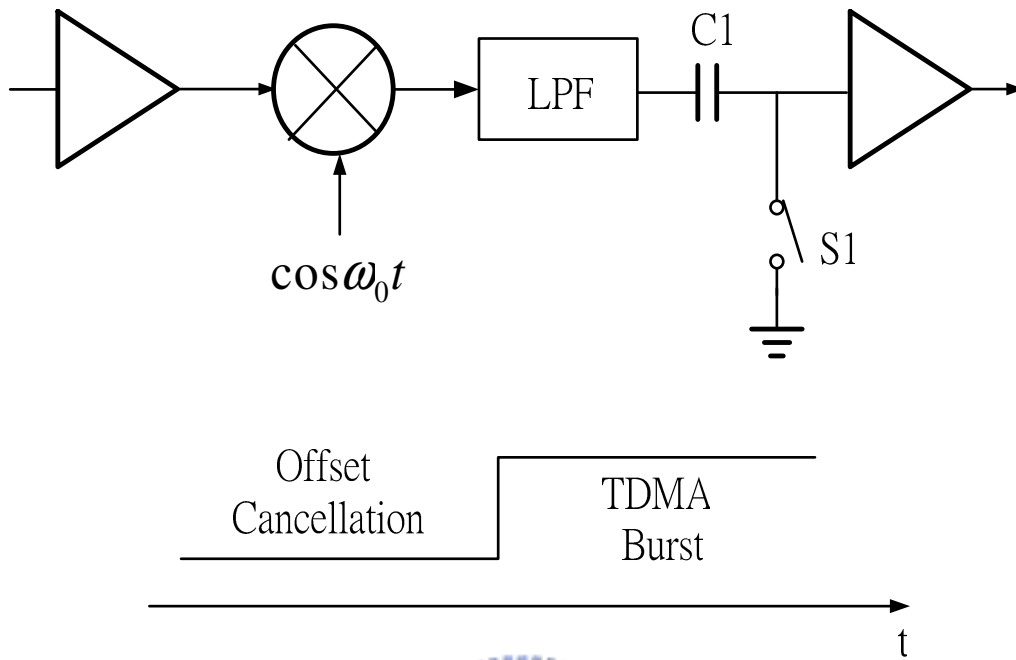 C1
LPF
S1
cosω₀t
Offset
Cancellation
TDMA
Burst
t